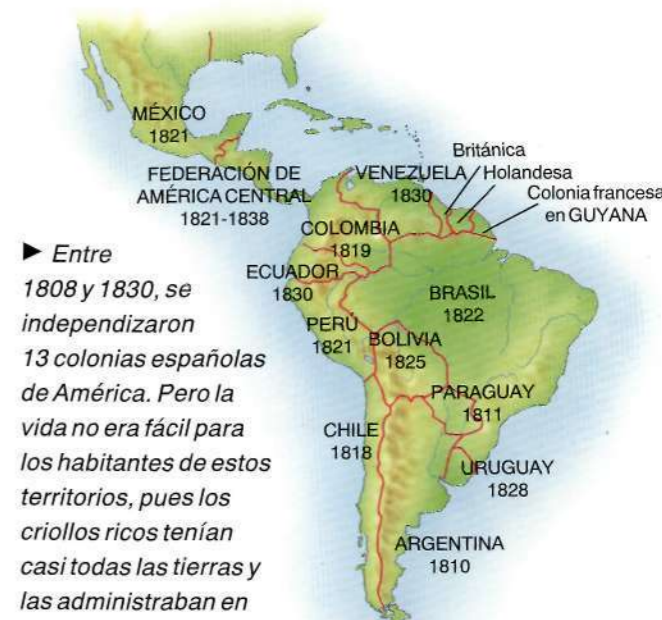 MÉXICO
1821
FEDERACIÓN DE
AMÉRICA CENTRAL
1821-1838
VENEZUELA
1830
Británica
Holandesa
Colonia francesa
en GUYANA
COLOMBIA
1819
ECUADOR
1830
BRASIL
1822
PERÚ
1821
BOLIVIA
1825
PARAGUAY
1811
CHILE
1818
URUGUAY
1828
ARGENTINA
1810
► Entre
1808 y 1830, se
independizaron
13 colonias españolas
de América. Pero la
vida no era fácil para
los habitantes de estos
territorios, pues los
criollos ricos tenían
casi todas las tierras y
las administraban en